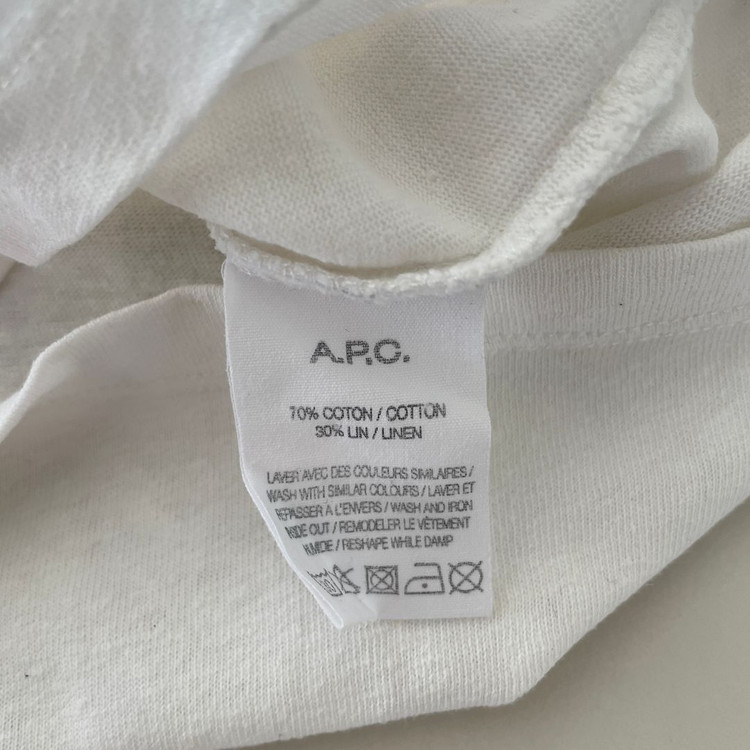 A.P.C.
70% COTON / COTTON
30% LIN / LINEN
LAVER AVEC DES COULEURS SIMILAIRES /
WASH WITH SIMILAR COLOURS / LAVER ET
REPASSER À L'ENVERS / WASH AND IRON
INSIDE OUT / REMODELER LE VÊTEMENT
HUMIDE / RESHAPE WHILE DAMP